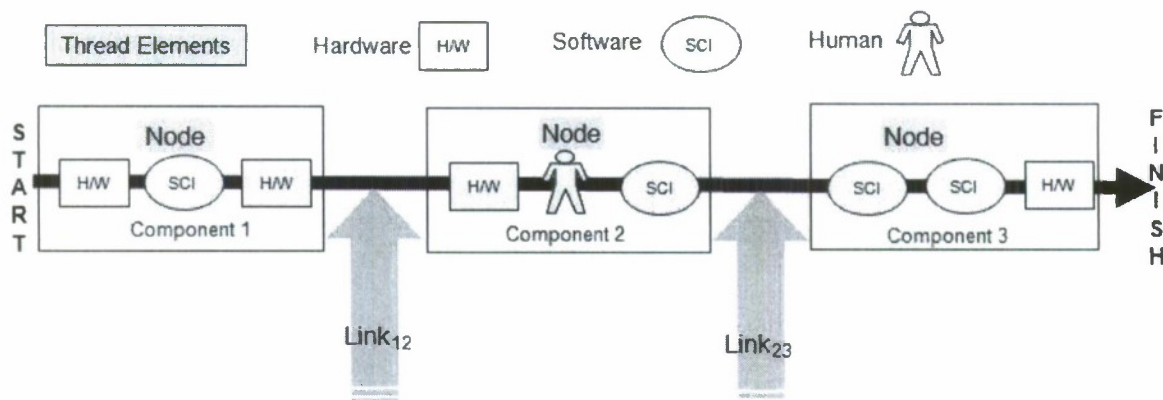 Thread Elements
Hardware
H/W
Software
SCI
Human
START
Node
H/W
SCI
H/W
Component 1
Node
H/W
SCI
Component 2
Node
SCI
SCI
H/W
Component 3
FINISH
Link12
Link23